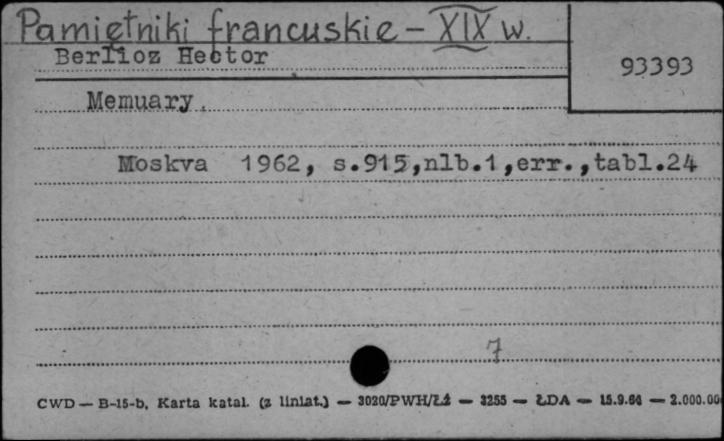 Pamiętniki francuskie - XIX w.
Berlioz Hector
93393
Memuary.
Moskva 1962, s.915,nlb.1,err.,tabl.24
7
CWD — B-15-b, Karta katal. (z liniat.) — 3020/PWH/ŁŹ — 3255 — ŁDA — 15.9.64 — 2.000.00